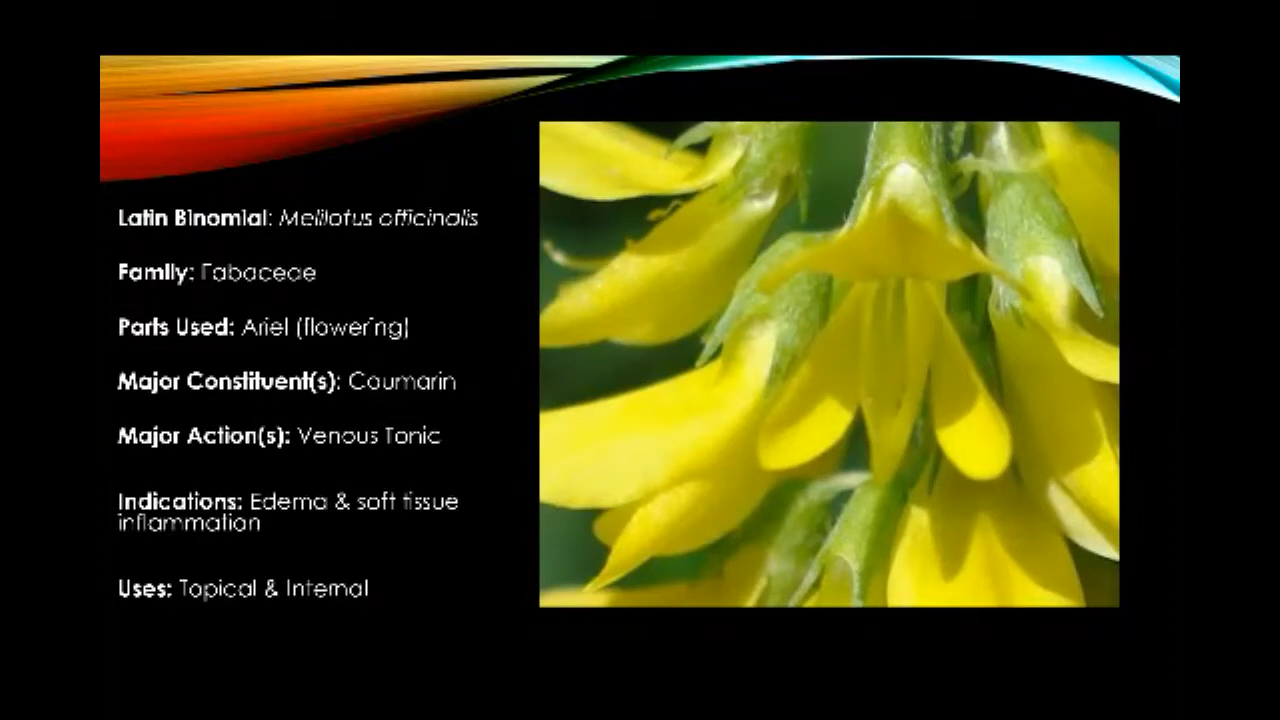 Latin Binomial: Melilotus officinalis
Family: Fabaceae
Parts Used: Ariel (flowering)
Major Constituent(s): Coumarin
Major Action(s): Venous Tonic
Indications: Edema & soft tissue
inflammation
Uses: Topical & Internal